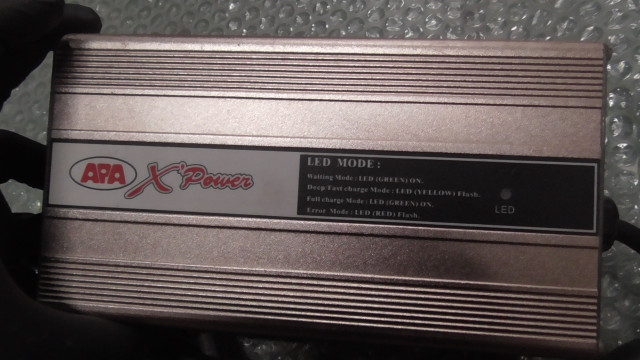 APA X'Power
LED MODE:
Waiting Mode : LED (GREEN) ON.
Deep/Fast charge Mode : LED (YELLOW) Flash.
Full charge Mode : LED (GREEN) ON.
Error Mode : LED (RED) Flash.
LED